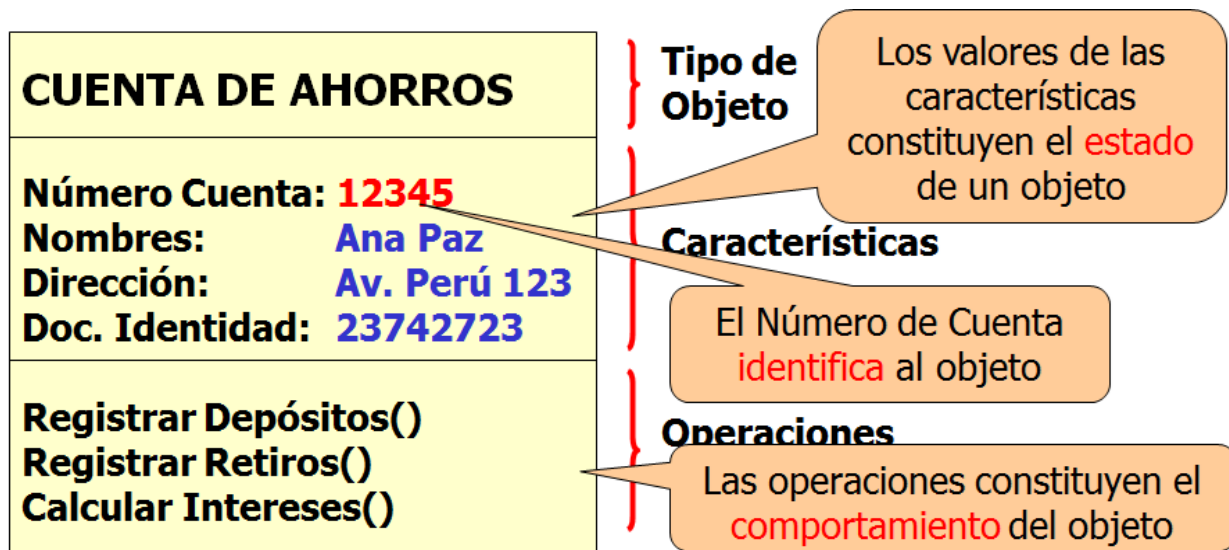 CUENTA DE AHORROS
Número Cuenta: 12345
Nombres: Ana Paz
Dirección: Av. Perú 123
Doc. Identidad: 23742723
Registrar Depósitos()
Registrar Retiros()
Calcular Intereses()
Tipo de
Objeto
Los valores de las
características
constituyen el estado
de un objeto
Características
El Número de Cuenta
identifica al objeto
Operaciones
Las operaciones constituyen el
comportamiento del objeto